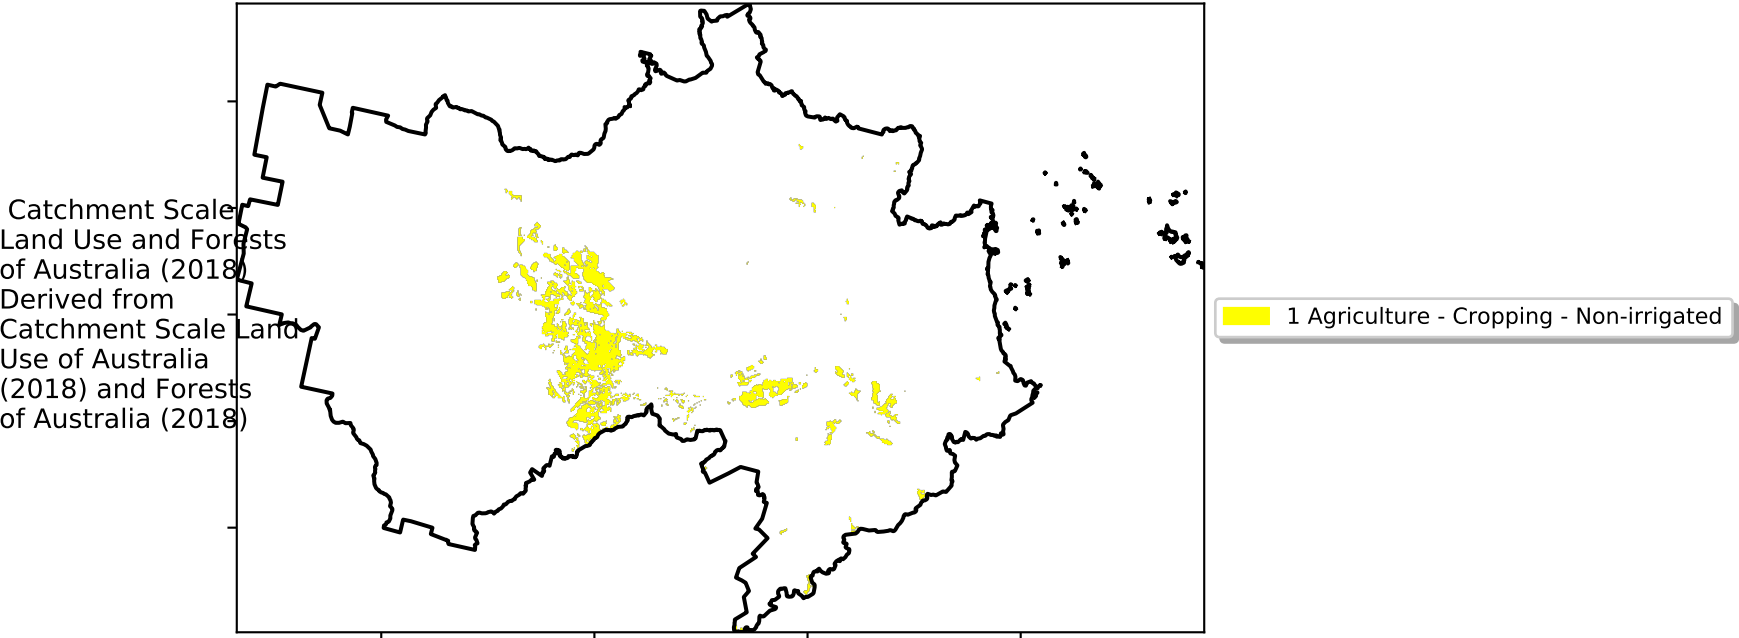 Catchment Scale
Land Use and Forests
of Australia (2018)
Derived from
Catchment Scale Land
Use of Australia
(2018) and Forests
of Australia (2018)
1 Agriculture - Cropping - Non-irrigated